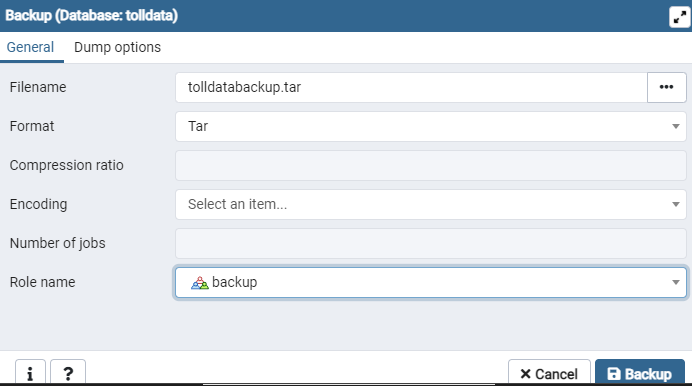 Backup (Database: tolldata)
General Dump options
Filename tolldatabackup.tar •••
Format Tar
Compression ratio
Encoding Select an item...
Number of jobs
Role name backup
i ? × Cancel Backup